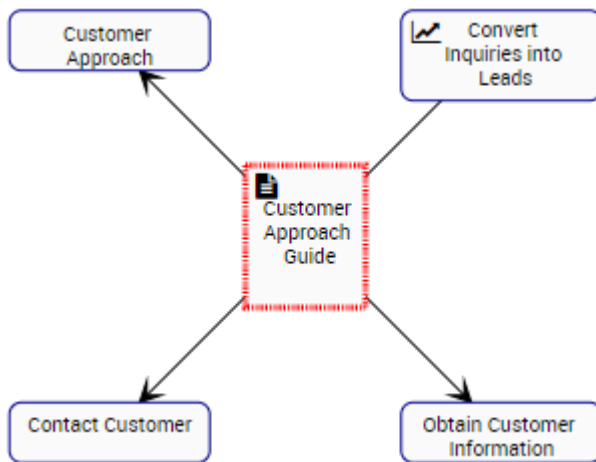 Customer
Approach
Convert
Inquiries into
Leads
Customer
Approach
Guide
Contact Customer
Obtain Customer
Information